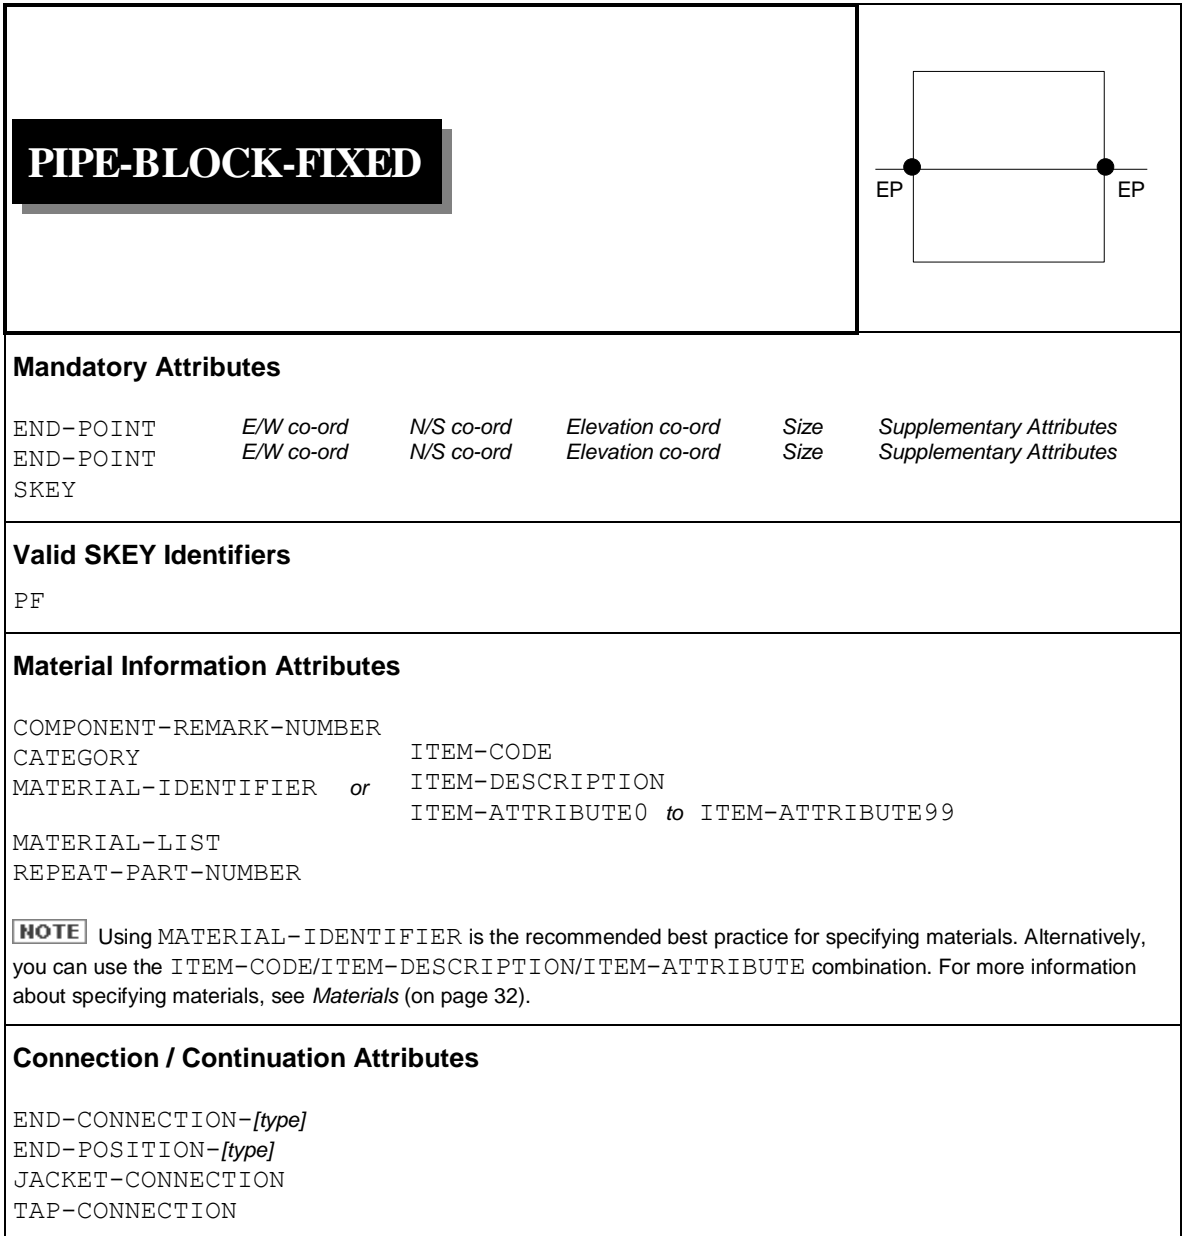 PIPE-BLOCK-FIXED
EP EP
Mandatory Attributes
END-POINT E/W co-ord N/S co-ord Elevation co-ord Size Supplementary Attributes
END-POINT E/W co-ord N/S co-ord Elevation co-ord Size Supplementary Attributes
SKEY
Valid SKEY Identifiers
PF
Material Information Attributes
COMPONENT-REMARK-NUMBER
CATEGORY ITEM-CODE
MATERIAL-IDENTIFIER or ITEM-DESCRIPTION
ITEM-ATTRIBUTE0 to ITEM-ATTRIBUTE99
MATERIAL-LIST
REPEAT-PART-NUMBER
NOTE Using MATERIAL-IDENTIFIER is the recommended best practice for specifying materials. Alternatively,
you can use the ITEM-CODE/ITEM-DESCRIPTION/ITEM-ATTRIBUTE combination. For more information
about specifying materials, see Materials (on page 32).
Connection / Continuation Attributes
END-CONNECTION-[type]
END-POSITION-[type]
JACKET-CONNECTION
TAP-CONNECTION